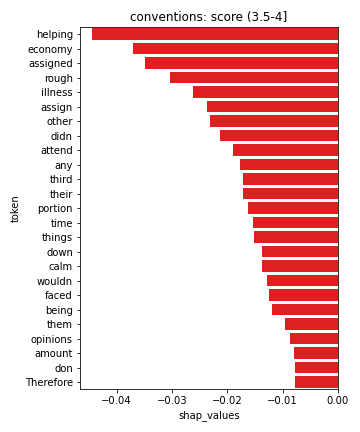 conventions: score (3.5-4]
helping
economy
assigned
rough
illness
assign
other
didn
attend
any
third
their
portion
time
things
down
calm
wouldn
faced
being
them
opinions
amount
don
Therefore
token
−0.04 −0.03 −0.02 −0.01 0.00
shap_values